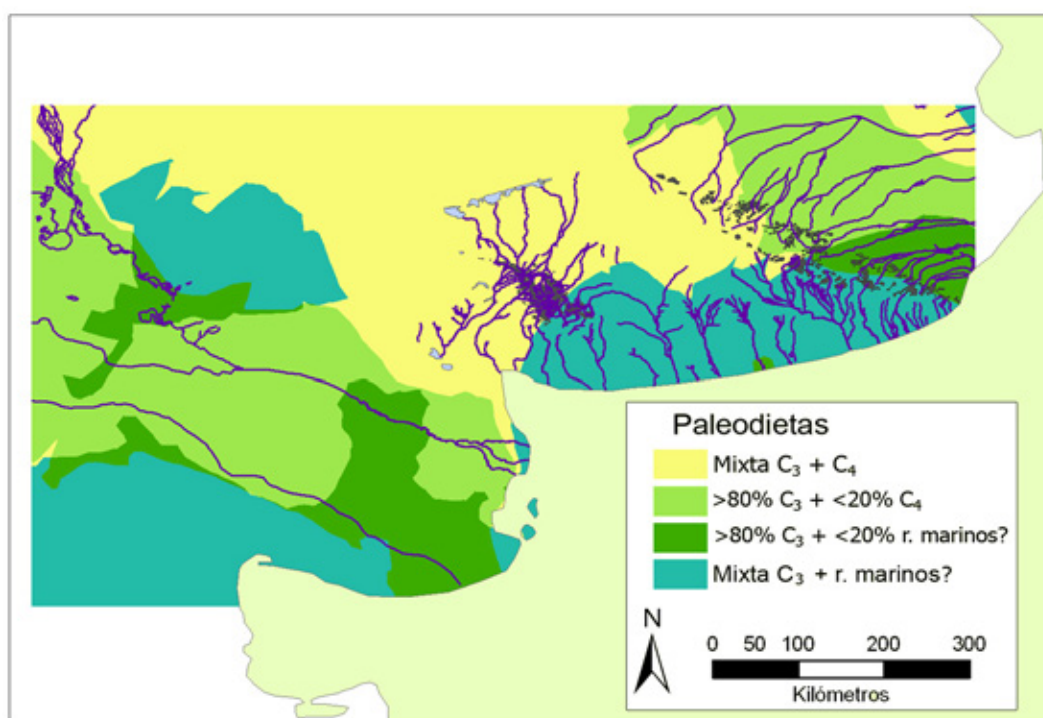 Paleodietas
Mixta C₃ + C₄
>80% C₃ + <20% C₄
>80% C₃ + <20% r. marinos?
Mixta C₃ + r. marinos?
N
0 50 100 200 300
Kilómetros